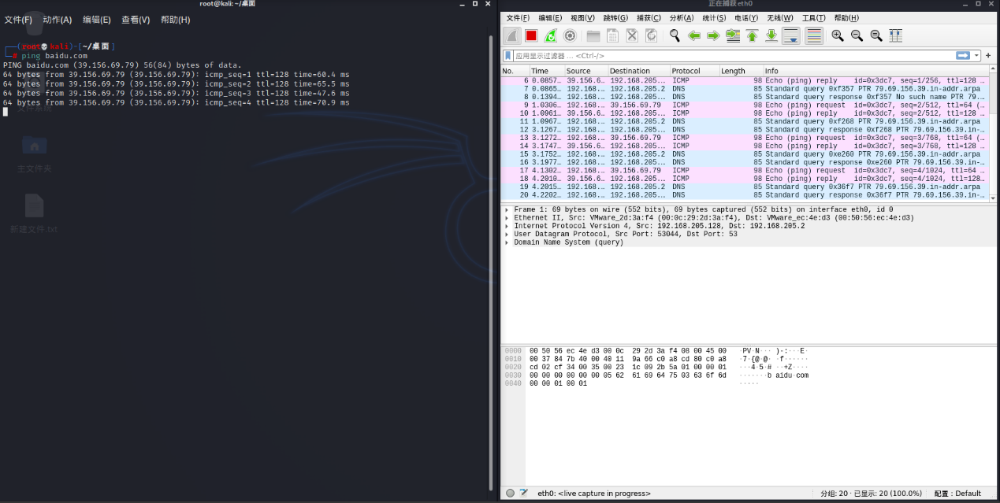 root@kali: ~/桌面
文件(F) 动作(A) 编辑(E) 查看(V) 帮助(H)
(root💀kali)-[~/桌面]
# ping baidu.com
PING baidu.com (39.156.69.79) 56(84) bytes of data.
64 bytes from 39.156.69.79 (39.156.69.79): icmp_seq=1 ttl=128 time=60.4 ms
64 bytes from 39.156.69.79 (39.156.69.79): icmp_seq=2 ttl=128 time=65.5 ms
64 bytes from 39.156.69.79 (39.156.69.79): icmp_seq=3 ttl=128 time=47.6 ms
64 bytes from 39.156.69.79 (39.156.69.79): icmp_seq=4 ttl=128 time=70.9 ms
文件系统
主文件夹
新建文件.txt
正在捕获 eth0
文件(F) 编辑(E) 视图(V) 跳转(G) 捕获(C) 分析(A) 统计(S) 电话(Y) 无线(W) 工具(T) 帮助(H)
应用显示过滤器 … <Ctrl-/>
No. Time Source Destination Protocol Length Info
6 0.0857… 39.156.6… 192.168.205.… ICMP 98 Echo (ping) reply id=0x3dc7, seq=1/256, ttl=128 …
7 0.0865… 192.168.… 192.168.205.2 DNS 85 Standard query 0xf357 PTR 79.69.156.39.in-addr.arpa
8 0.1394… 192.168.… 192.168.205.… DNS 85 Standard query response 0xf357 No such name PTR 79.…
9 1.0306… 192.168.… 39.156.69.79 ICMP 98 Echo (ping) request id=0x3dc7, seq=2/512, ttl=64 (…
10 1.0961… 39.156.6… 192.168.205.… ICMP 98 Echo (ping) reply id=0x3dc7, seq=2/512, ttl=128 …
11 1.0967… 192.168.… 192.168.205.2 DNS 85 Standard query 0xf268 PTR 79.69.156.39.in-addr.arpa
12 3.1267… 192.168.… 192.168.205.… DNS 85 Standard query response 0xf268 PTR 79.69.156.39.in-…
13 3.1272… 192.168.… 39.156.69.79 ICMP 98 Echo (ping) request id=0x3dc7, seq=3/768, ttl=64 (…
14 3.1747… 39.156.6… 192.168.205.… ICMP 98 Echo (ping) reply id=0x3dc7, seq=3/768, ttl=128 …
15 3.1752… 192.168.… 192.168.205.2 DNS 85 Standard query 0xe260 PTR 79.69.156.39.in-addr.arpa
16 3.1977… 192.168.… 192.168.205.… DNS 85 Standard query response 0xe260 PTR 79.69.156.39.in-…
17 4.1302… 192.168.… 39.156.69.79 ICMP 98 Echo (ping) request id=0x3dc7, seq=4/1024, ttl=64 …
18 4.2010… 39.156.6… 192.168.205.… ICMP 98 Echo (ping) reply id=0x3dc7, seq=4/1024, ttl=128…
19 4.2015… 192.168.… 192.168.205.2 DNS 85 Standard query 0x36f7 PTR 79.69.156.39.in-addr.arpa
20 4.2202… 192.168.… 192.168.205.… DNS 85 Standard query response 0x36f7 PTR 79.69.156.39.in-…
Frame 1: 69 bytes on wire (552 bits), 69 bytes captured (552 bits) on interface eth0, id 0
Ethernet II, Src: VMware_2d:3a:f4 (00:0c:29:2d:3a:f4), Dst: VMware_ec:4e:d3 (00:50:56:ec:4e:d3)
Internet Protocol Version 4, Src: 192.168.205.128, Dst: 192.168.205.2
User Datagram Protocol, Src Port: 53044, Dst Port: 53
Domain Name System (query)
0000 00 50 56 ec 4e d3 00 0c 29 2d 3a f4 08 00 45 00 ·PV·N··· )-:···E·
0010 00 37 84 7b 40 00 40 11 9a 66 c0 a8 cd 80 c0 a8 ·7·{@·@· ·f······
0020 cd 02 cf 34 00 35 00 23 1c 09 2b 5a 01 00 00 01 ···4·5·# ··+Z····
0030 00 00 00 00 00 00 05 62 61 69 64 75 03 63 6f 6d ·······b aidu·com
0040 00 00 01 00 01 ·····
eth0: <live capture in progress> 分组: 20 · 已显示: 20 (100.0%) 配置：Default